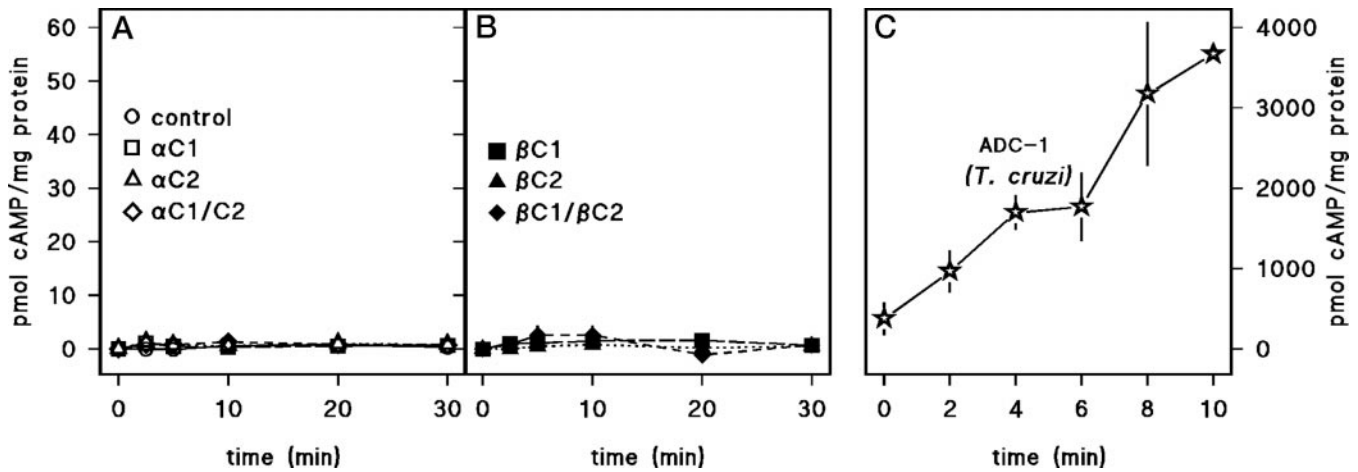 A
B
C
60
50
40
30
20
10
0
pmol cAMP/mg protein
control
αC1
αC2
αC1/C2
βC1
βC2
βC1/βC2
ADC-1
(T. cruzi)
4000
3000
2000
1000
0
pmol cAMP/mg protein
0 10 20 30
0 10 20 30
0 2 4 6 8 10
time (min)
time (min)
time (min)